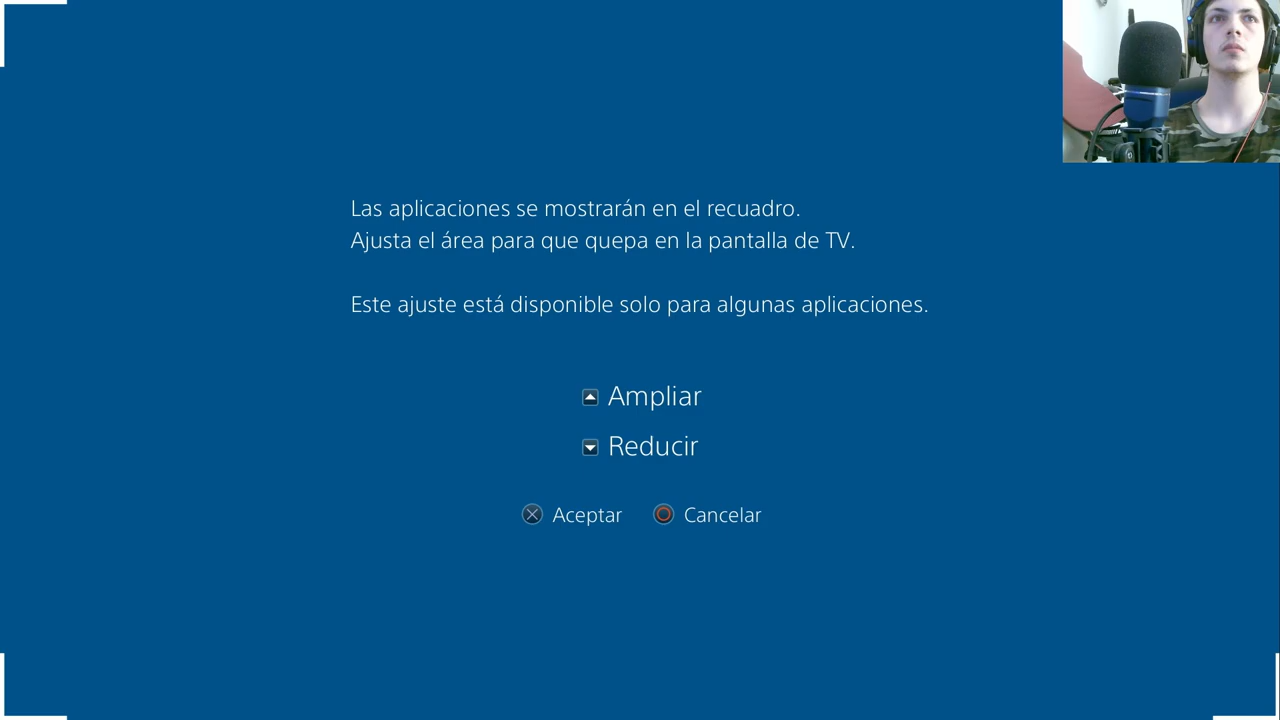 Las aplicaciones se mostrarán en el recuadro.
Ajusta el área para que quepa en la pantalla de TV.
Este ajuste está disponible solo para algunas aplicaciones.
Ampliar
Reducir
Aceptar Cancelar